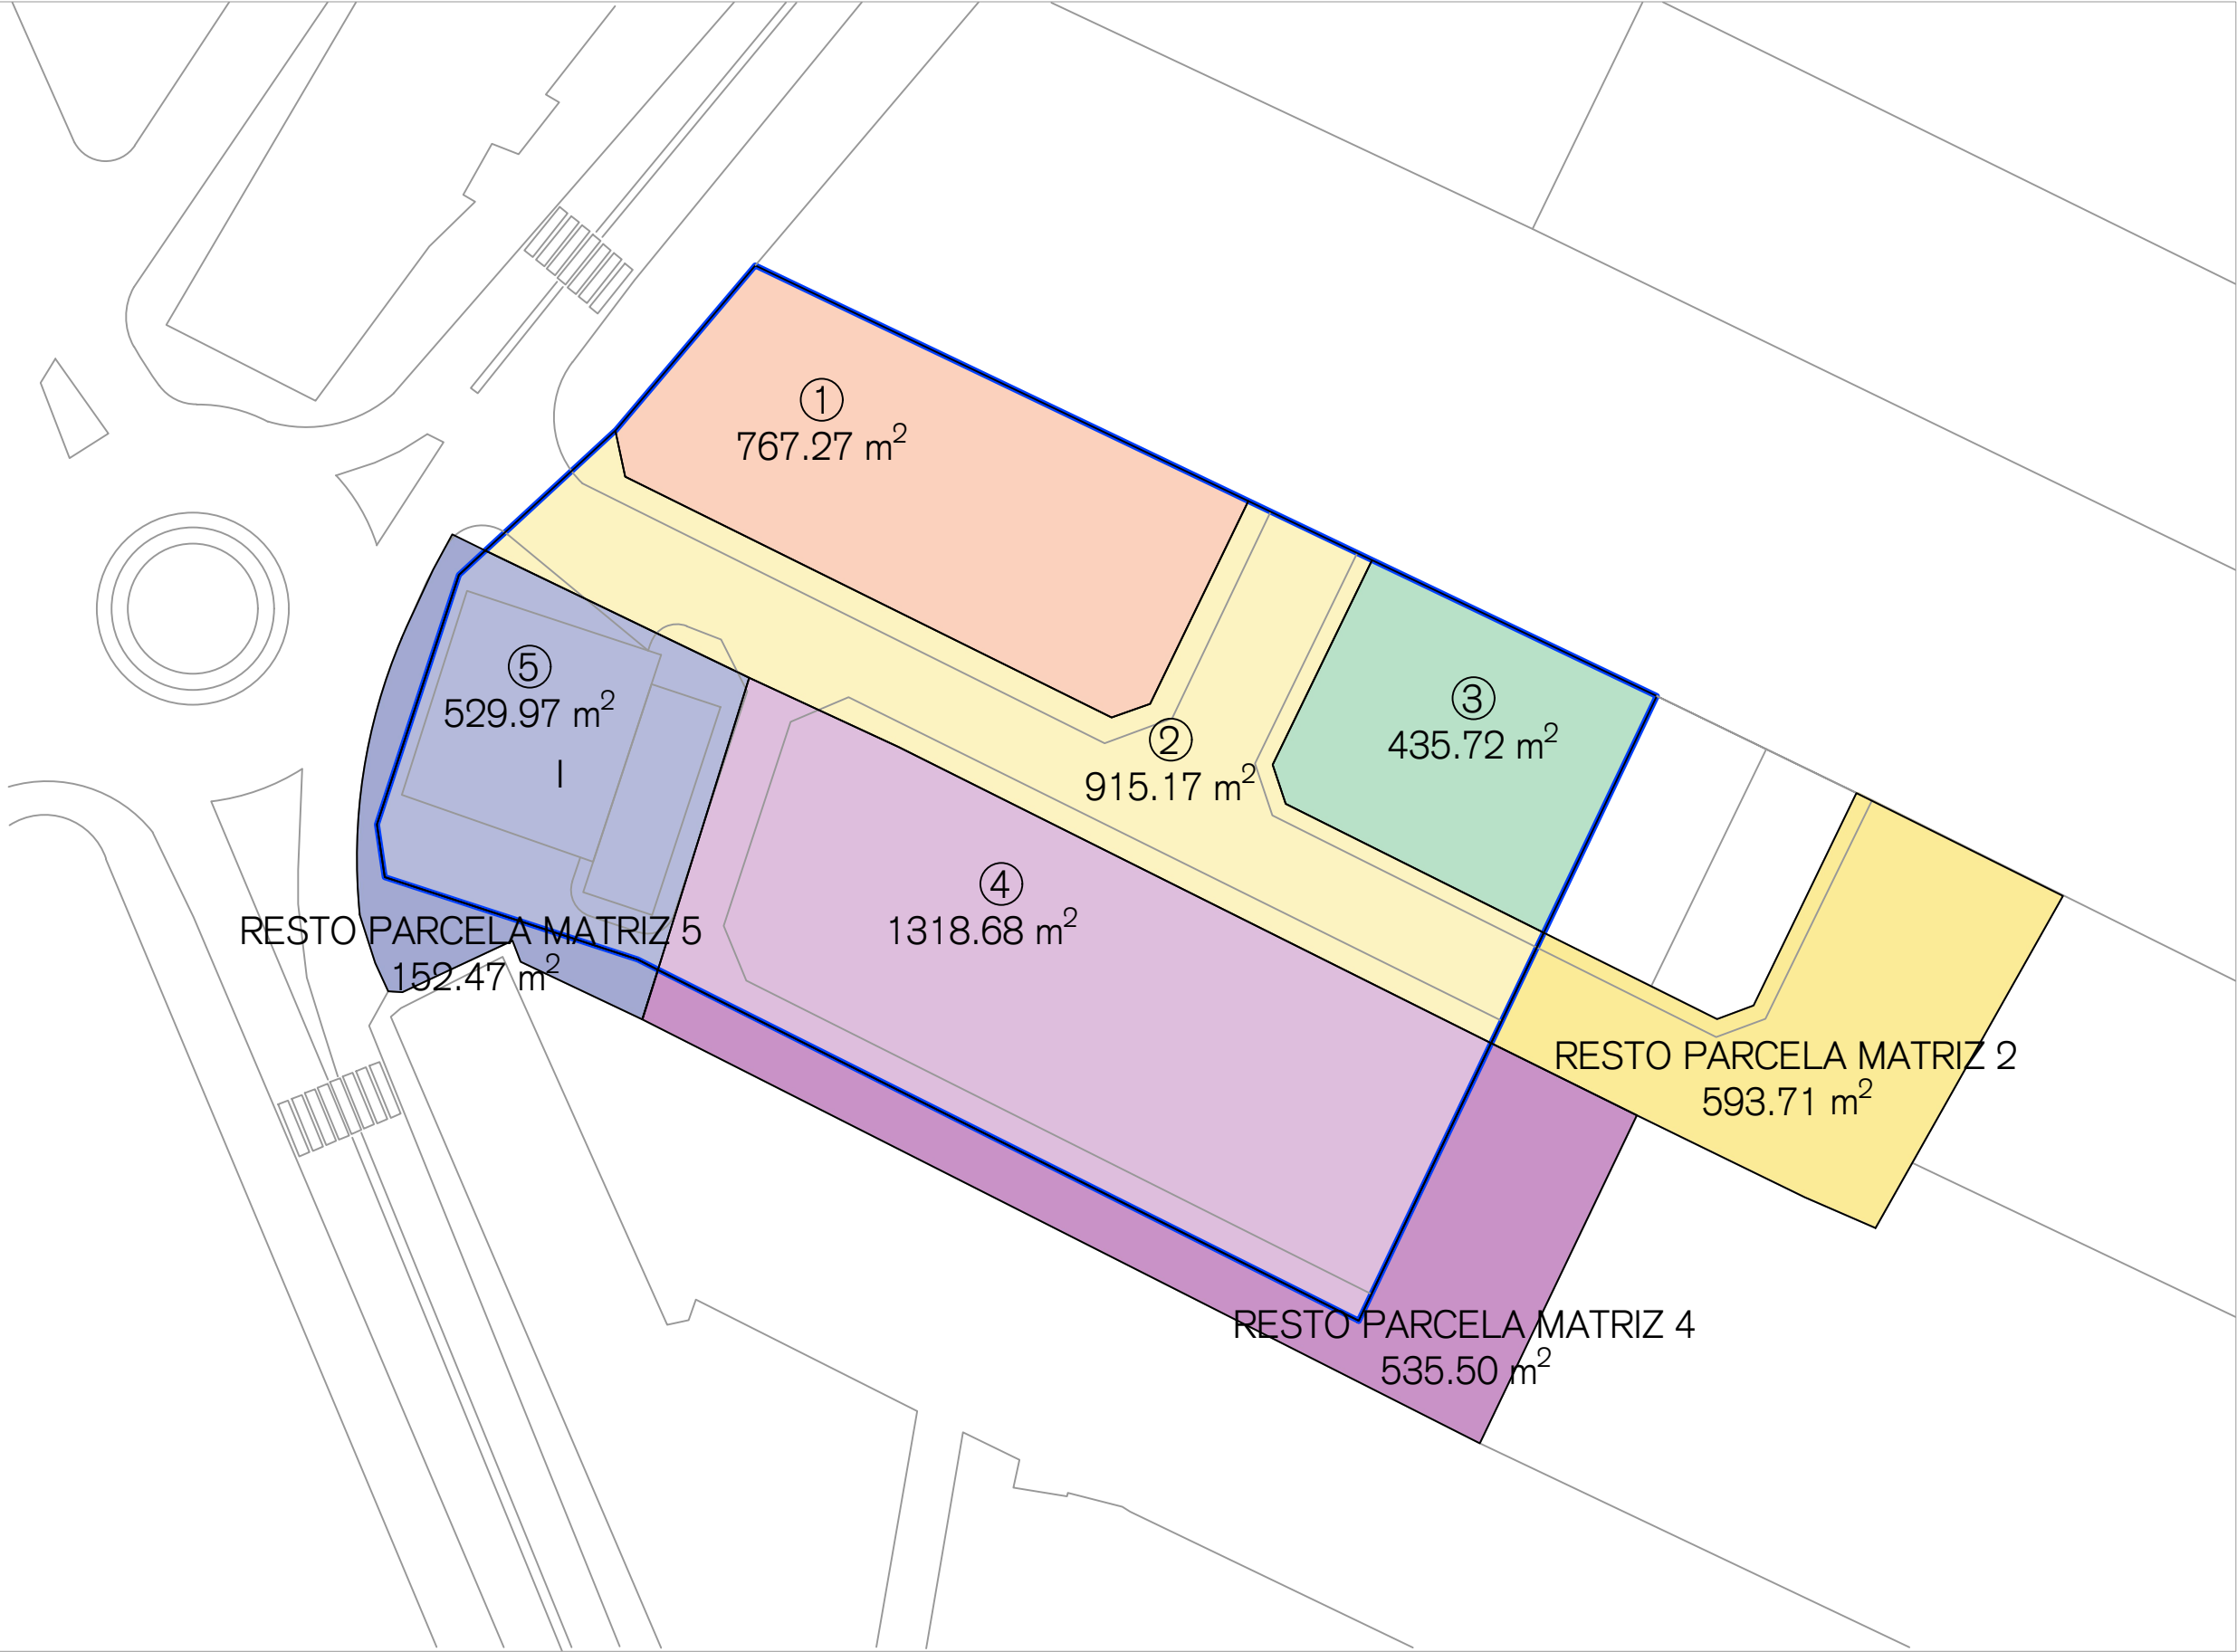 ①
767.27 m²
⑤
529.97 m²
I
③
435.72 m²
②
915.17 m²
④
1318.68 m²
RESTO PARCELA MATRIZ 5
152.47 m²
RESTO PARCELA MATRIZ 2
593.71 m²
RESTO PARCELA MATRIZ 4
535.50 m²